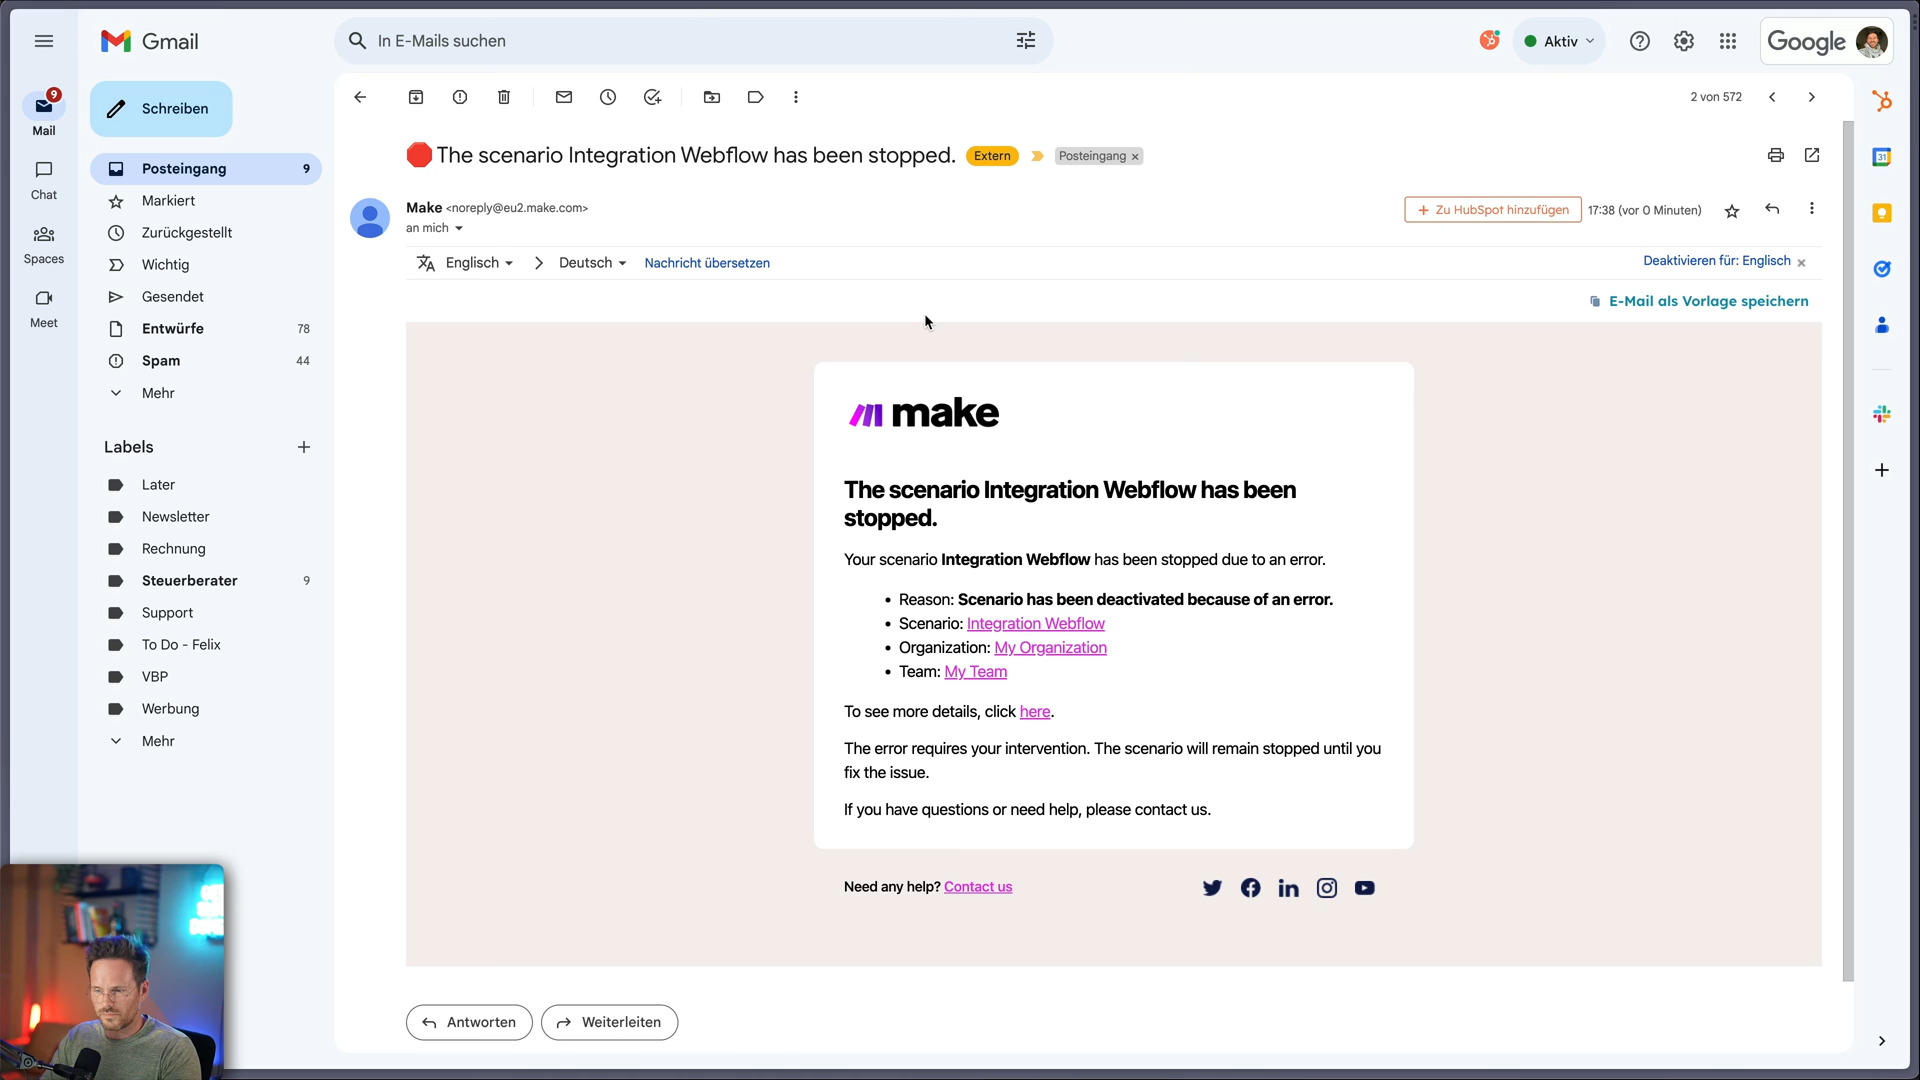 Gmail
In E-Mails suchen
Aktiv
Google
9
Mail
Chat
Spaces
Meet
Schreiben
Posteingang 9
Markiert
Zurückgestellt
Wichtig
Gesendet
Entwürfe 78
Spam 44
Mehr
Labels
Later
Newsletter
Rechnung
Steuerberater 9
Support
To Do - Felix
VBP
Werbung
Mehr
2 von 572
The scenario Integration Webflow has been stopped. Extern Posteingang ×
Make <noreply@eu2.make.com>
an mich
+ Zu HubSpot hinzufügen 17:38 (vor 0 Minuten)
Englisch > Deutsch Nachricht übersetzen
Deaktivieren für: Englisch ×
E-Mail als Vorlage speichern
make
The scenario Integration Webflow has been
stopped.
Your scenario Integration Webflow has been stopped due to an error.
• Reason: Scenario has been deactivated because of an error.
• Scenario: Integration Webflow
• Organization: My Organization
• Team: My Team
To see more details, click here.
The error requires your intervention. The scenario will remain stopped until you
fix the issue.
If you have questions or need help, please contact us.
Need any help? Contact us
Antworten
Weiterleiten
31